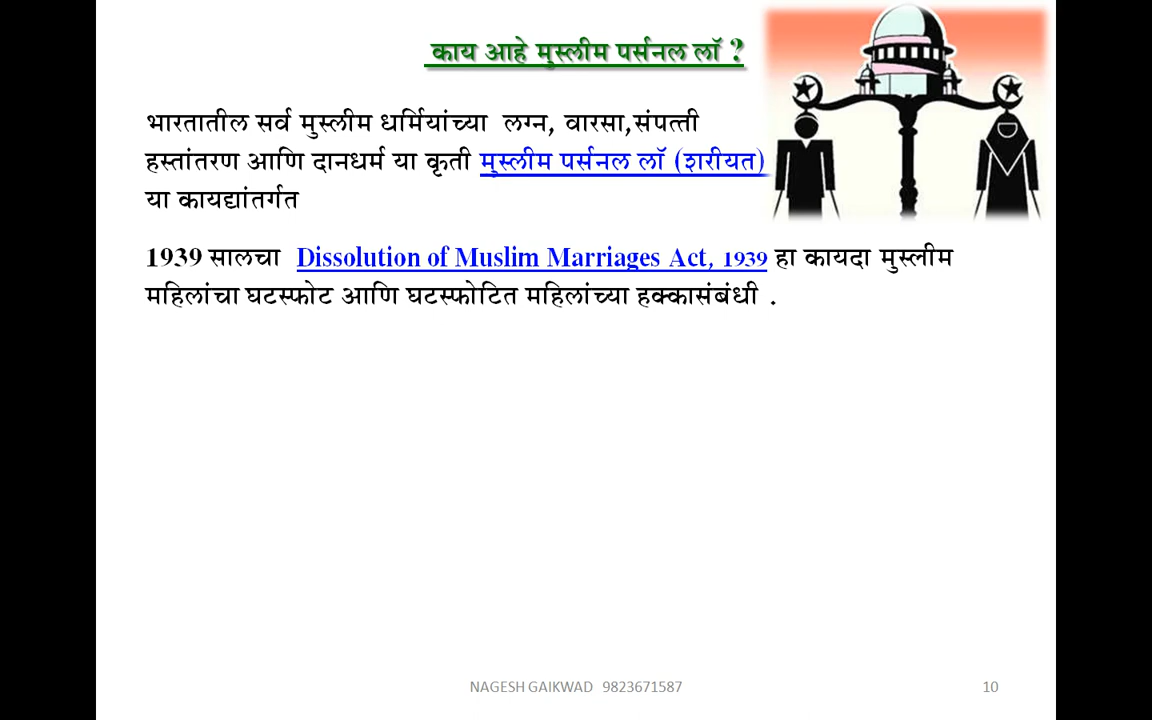 काय आहे मुस्लीम पर्सनल लॉ ?
भारतातील सर्व मुस्लीम धर्मियांच्या लग्न, वारसा,संपत्ती
हस्तांतरण आणि दानधर्म या कृती मुस्लीम पर्सनल लॉ (शरीयत)
या कायद्यांतर्गत
1939 सालचा Dissolution of Muslim Marriages Act, 1939 हा कायदा मुस्लीम
महिलांचा घटस्फोट आणि घटस्फोटित महिलांच्या हक्कासंबंधी .
NAGESH GAIKWAD 9823671587
10